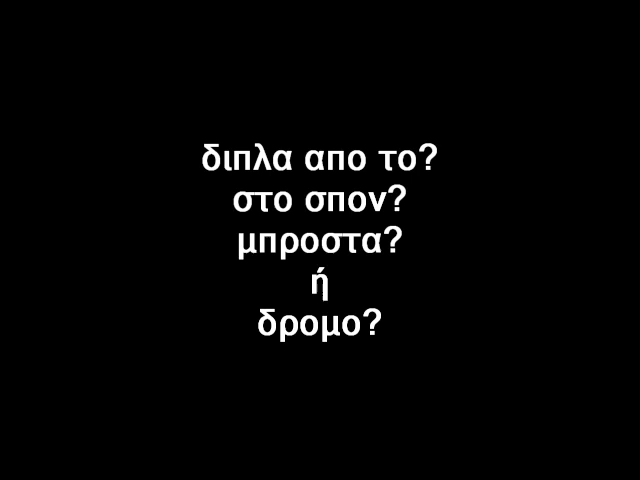 διπλα απο το?
στο σπον?
μπροστα?
ή
δρομο?